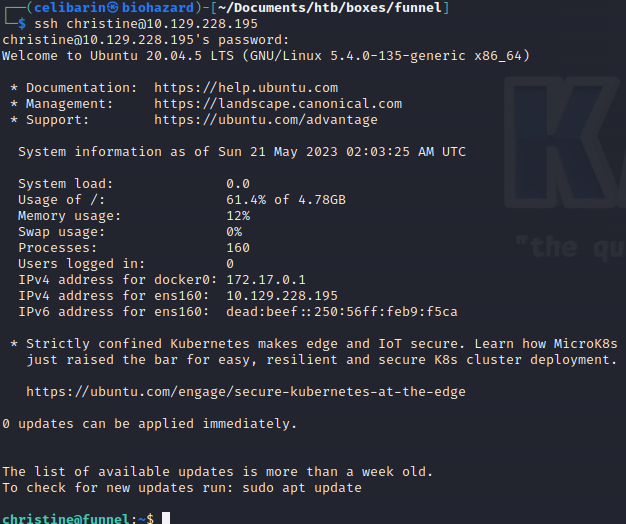 ┌──(celibarin㉿biohazard)-[~/Documents/htb/boxes/funnel]
└─$ ssh christine@10.129.228.195
christine@10.129.228.195's password:
Welcome to Ubuntu 20.04.5 LTS (GNU/Linux 5.4.0-135-generic x86_64)
* Documentation:  https://help.ubuntu.com
* Management:     https://landscape.canonical.com
* Support:        https://ubuntu.com/advantage
System information as of Sun 21 May 2023 02:03:25 AM UTC
System load:              0.0
Usage of /:               61.4% of 4.78GB
Memory usage:             12%
Swap usage:               0%
Processes:                160
Users logged in:          0
IPv4 address for docker0: 172.17.0.1
IPv4 address for ens160:  10.129.228.195
IPv6 address for ens160:  dead:beef::250:56ff:feb9:f5ca
* Strictly confined Kubernetes makes edge and IoT secure. Learn how MicroK8s
just raised the bar for easy, resilient and secure K8s cluster deployment.
https://ubuntu.com/engage/secure-kubernetes-at-the-edge
0 updates can be applied immediately.
The list of available updates is more than a week old.
To check for new updates run: sudo apt update
christine@funnel:~$
K
"the qu